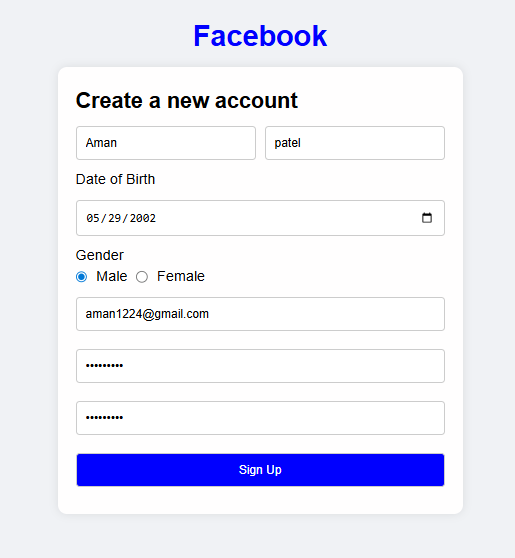 Facebook
Create a new account
Aman patel
Date of Birth
05/29/2002
Gender
Male Female
aman1224@gmail.com
•••••••••
•••••••••
Sign Up